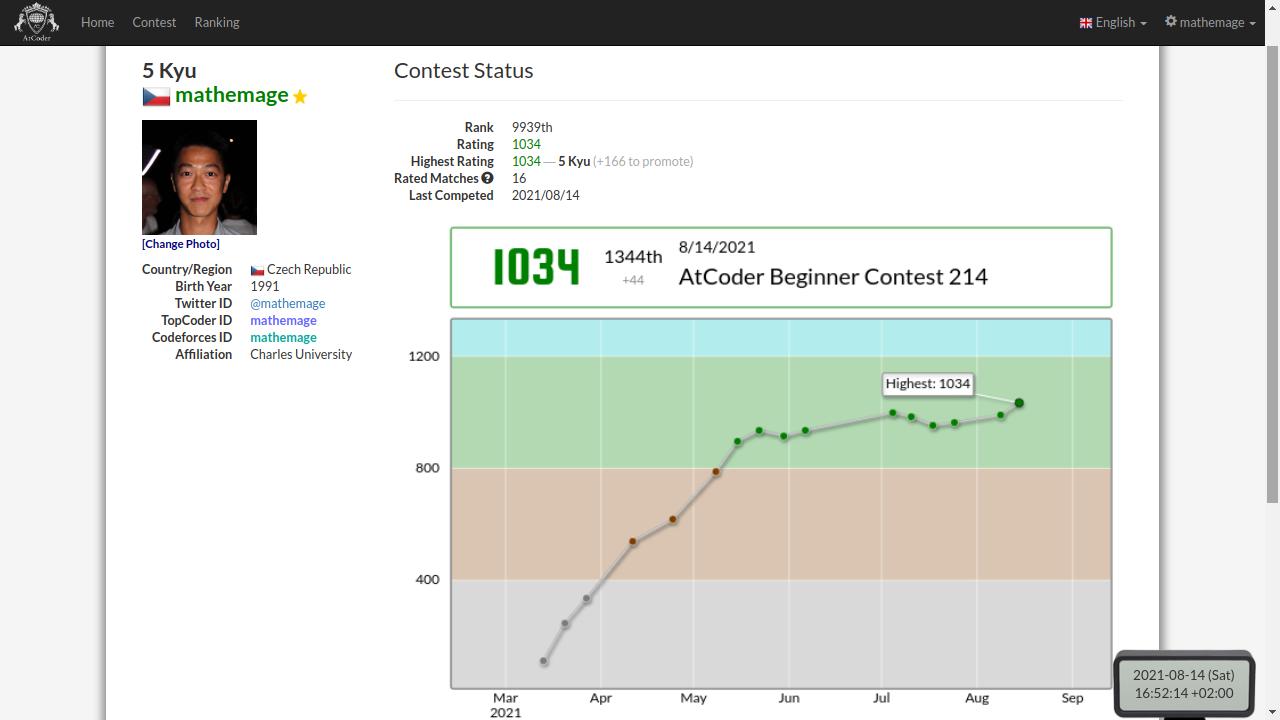 AtCoder
Home Contest Ranking English mathemage
5 Kyu
mathemage
[Change Photo]
Country/Region Czech Republic
Birth Year 1991
Twitter ID @mathemage
TopCoder ID mathemage
Codeforces ID mathemage
Affiliation Charles University
Contest Status
Rank 9939th
Rating 1034
Highest Rating 1034 ― 5 Kyu (+166 to promote)
Rated Matches 16
Last Competed 2021/08/14
1034
1344th
+44
8/14/2021
AtCoder Beginner Contest 214
Highest: 1034
1200
800
400
Mar Apr May Jun Jul Aug Sep
2021
2021-08-14 (Sat)
16:52:14 +02:00